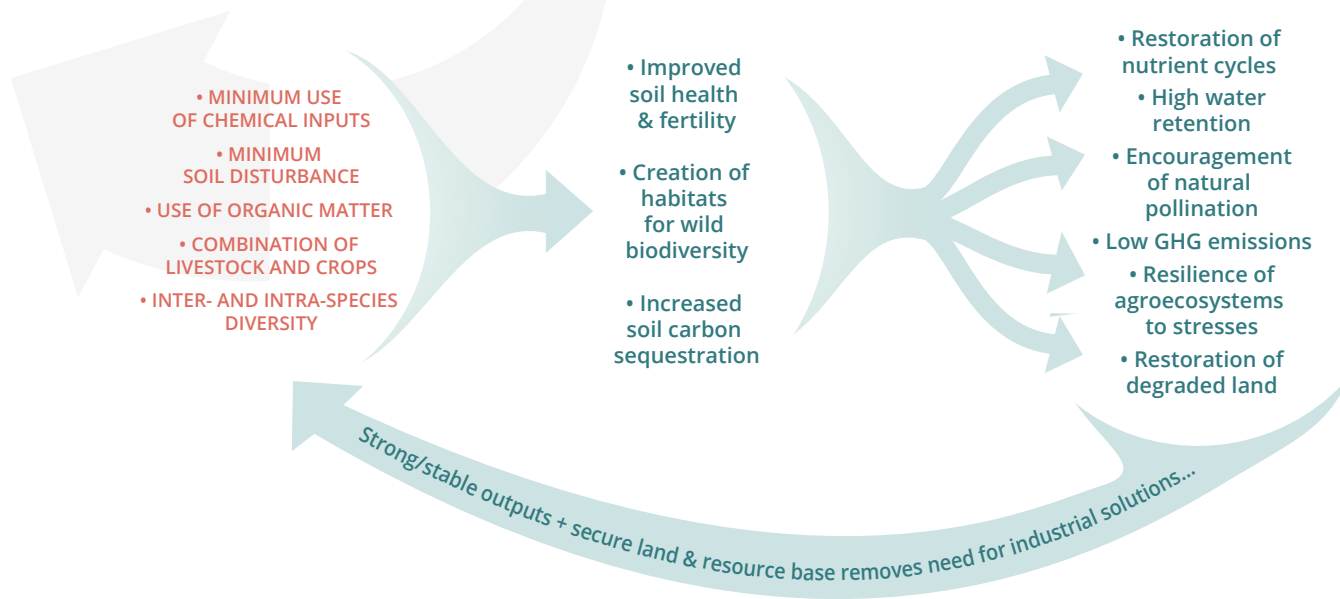 • MINIMUM USE
OF CHEMICAL INPUTS
• MINIMUM
SOIL DISTURBANCE
• USE OF ORGANIC MATTER
• COMBINATION OF
LIVESTOCK AND CROPS
• INTER- AND INTRA-SPECIES
DIVERSITY
• Improved
soil health
& fertility
• Creation of
habitats
for wild
biodiversity
• Increased
soil carbon
sequestration
• Restoration of
nutrient cycles
• High water
retention
• Encouragement
of natural
pollination
• Low GHG emissions
• Resilience of
agroecosystems
to stresses
• Restoration of
degraded land
Strong/stable outputs + secure land & resource base removes need for industrial solutions...